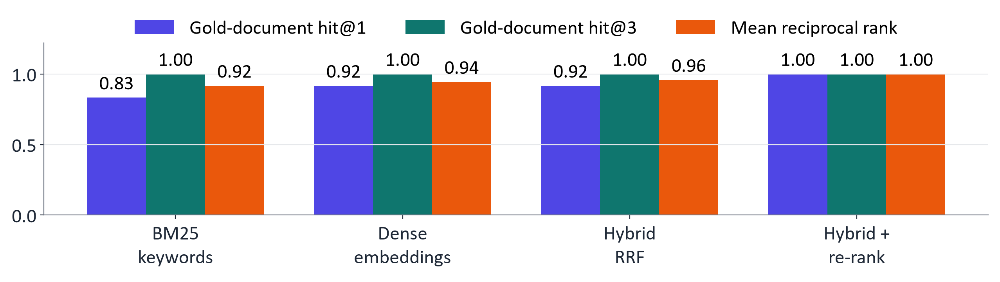 Gold-document hit@1 Gold-document hit@3 Mean reciprocal rank
1.00 1.00 1.00 1.00 1.00 1.00
0.83 0.92 0.92 0.94 0.92 0.96
1.0
0.5
0.0
BM25 keywords
Dense embeddings
Hybrid RRF
Hybrid + re-rank